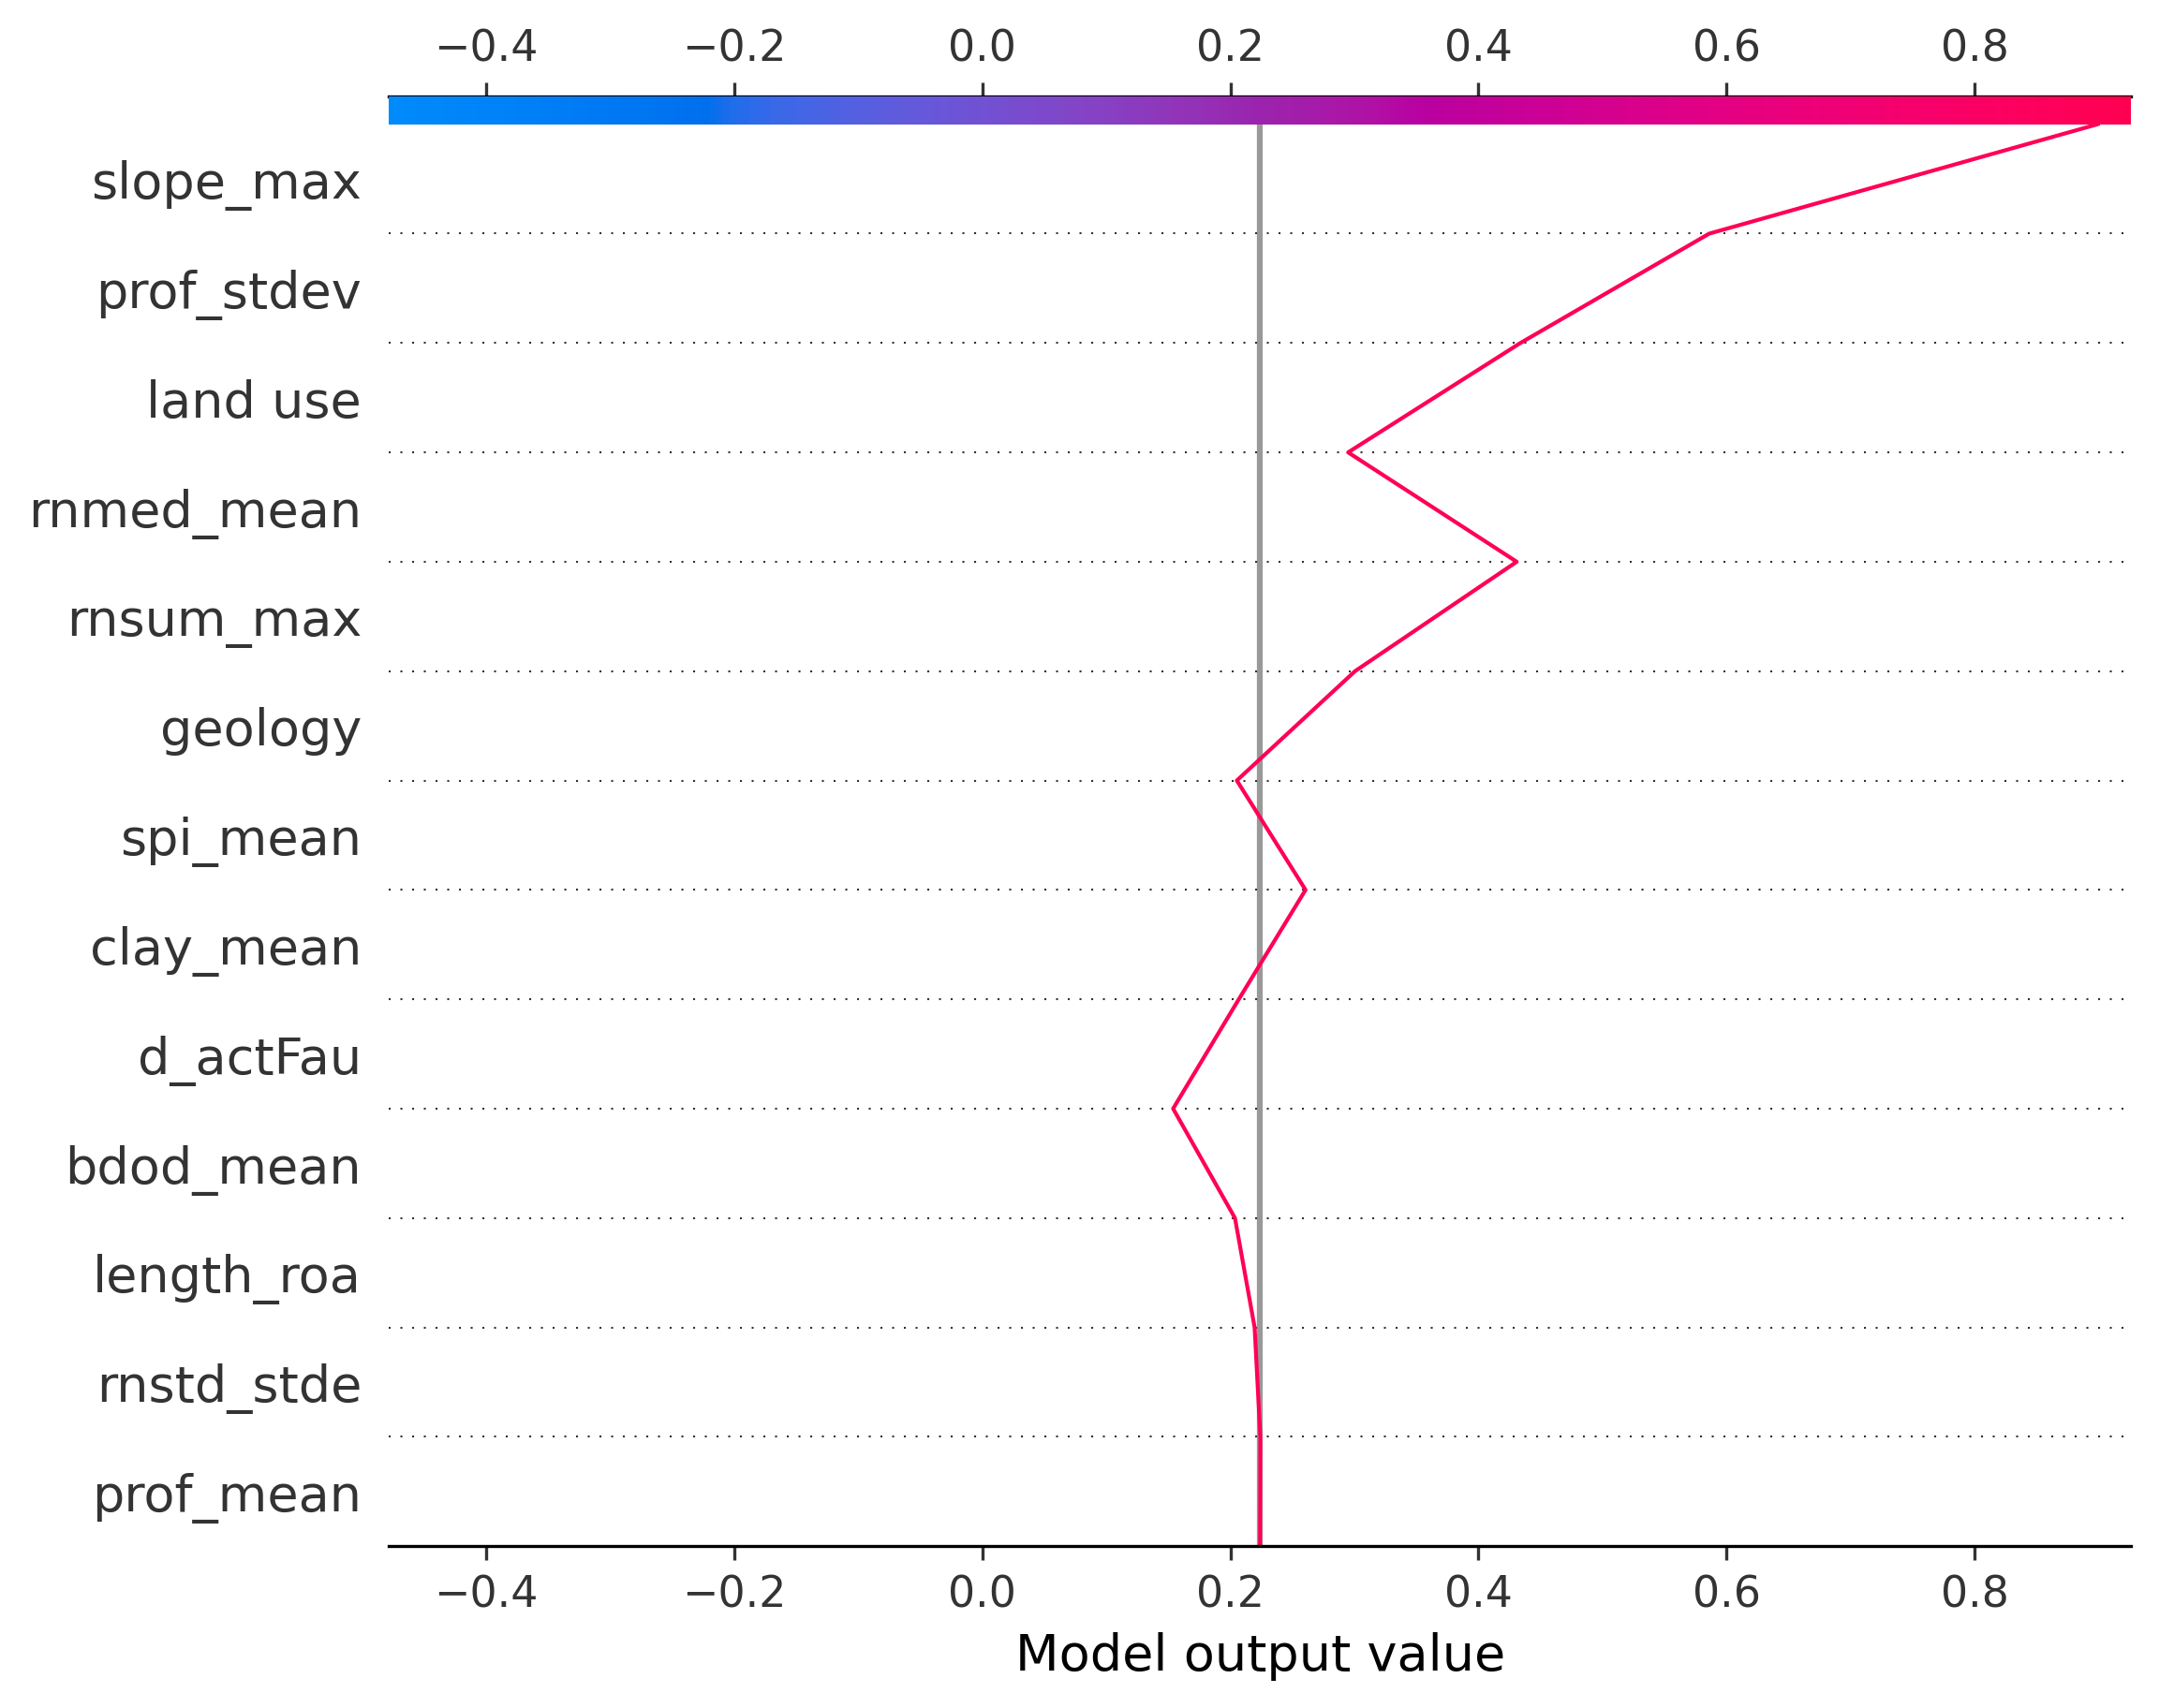 −0.4 −0.2 0.0 0.2 0.4 0.6 0.8
slope_max
prof_stdev
land use
rnmed_mean
rnsum_max
geology
spi_mean
clay_mean
d_actFau
bdod_mean
length_roa
rnstd_stde
prof_mean
−0.4 −0.2 0.0 0.2 0.4 0.6 0.8
Model output value